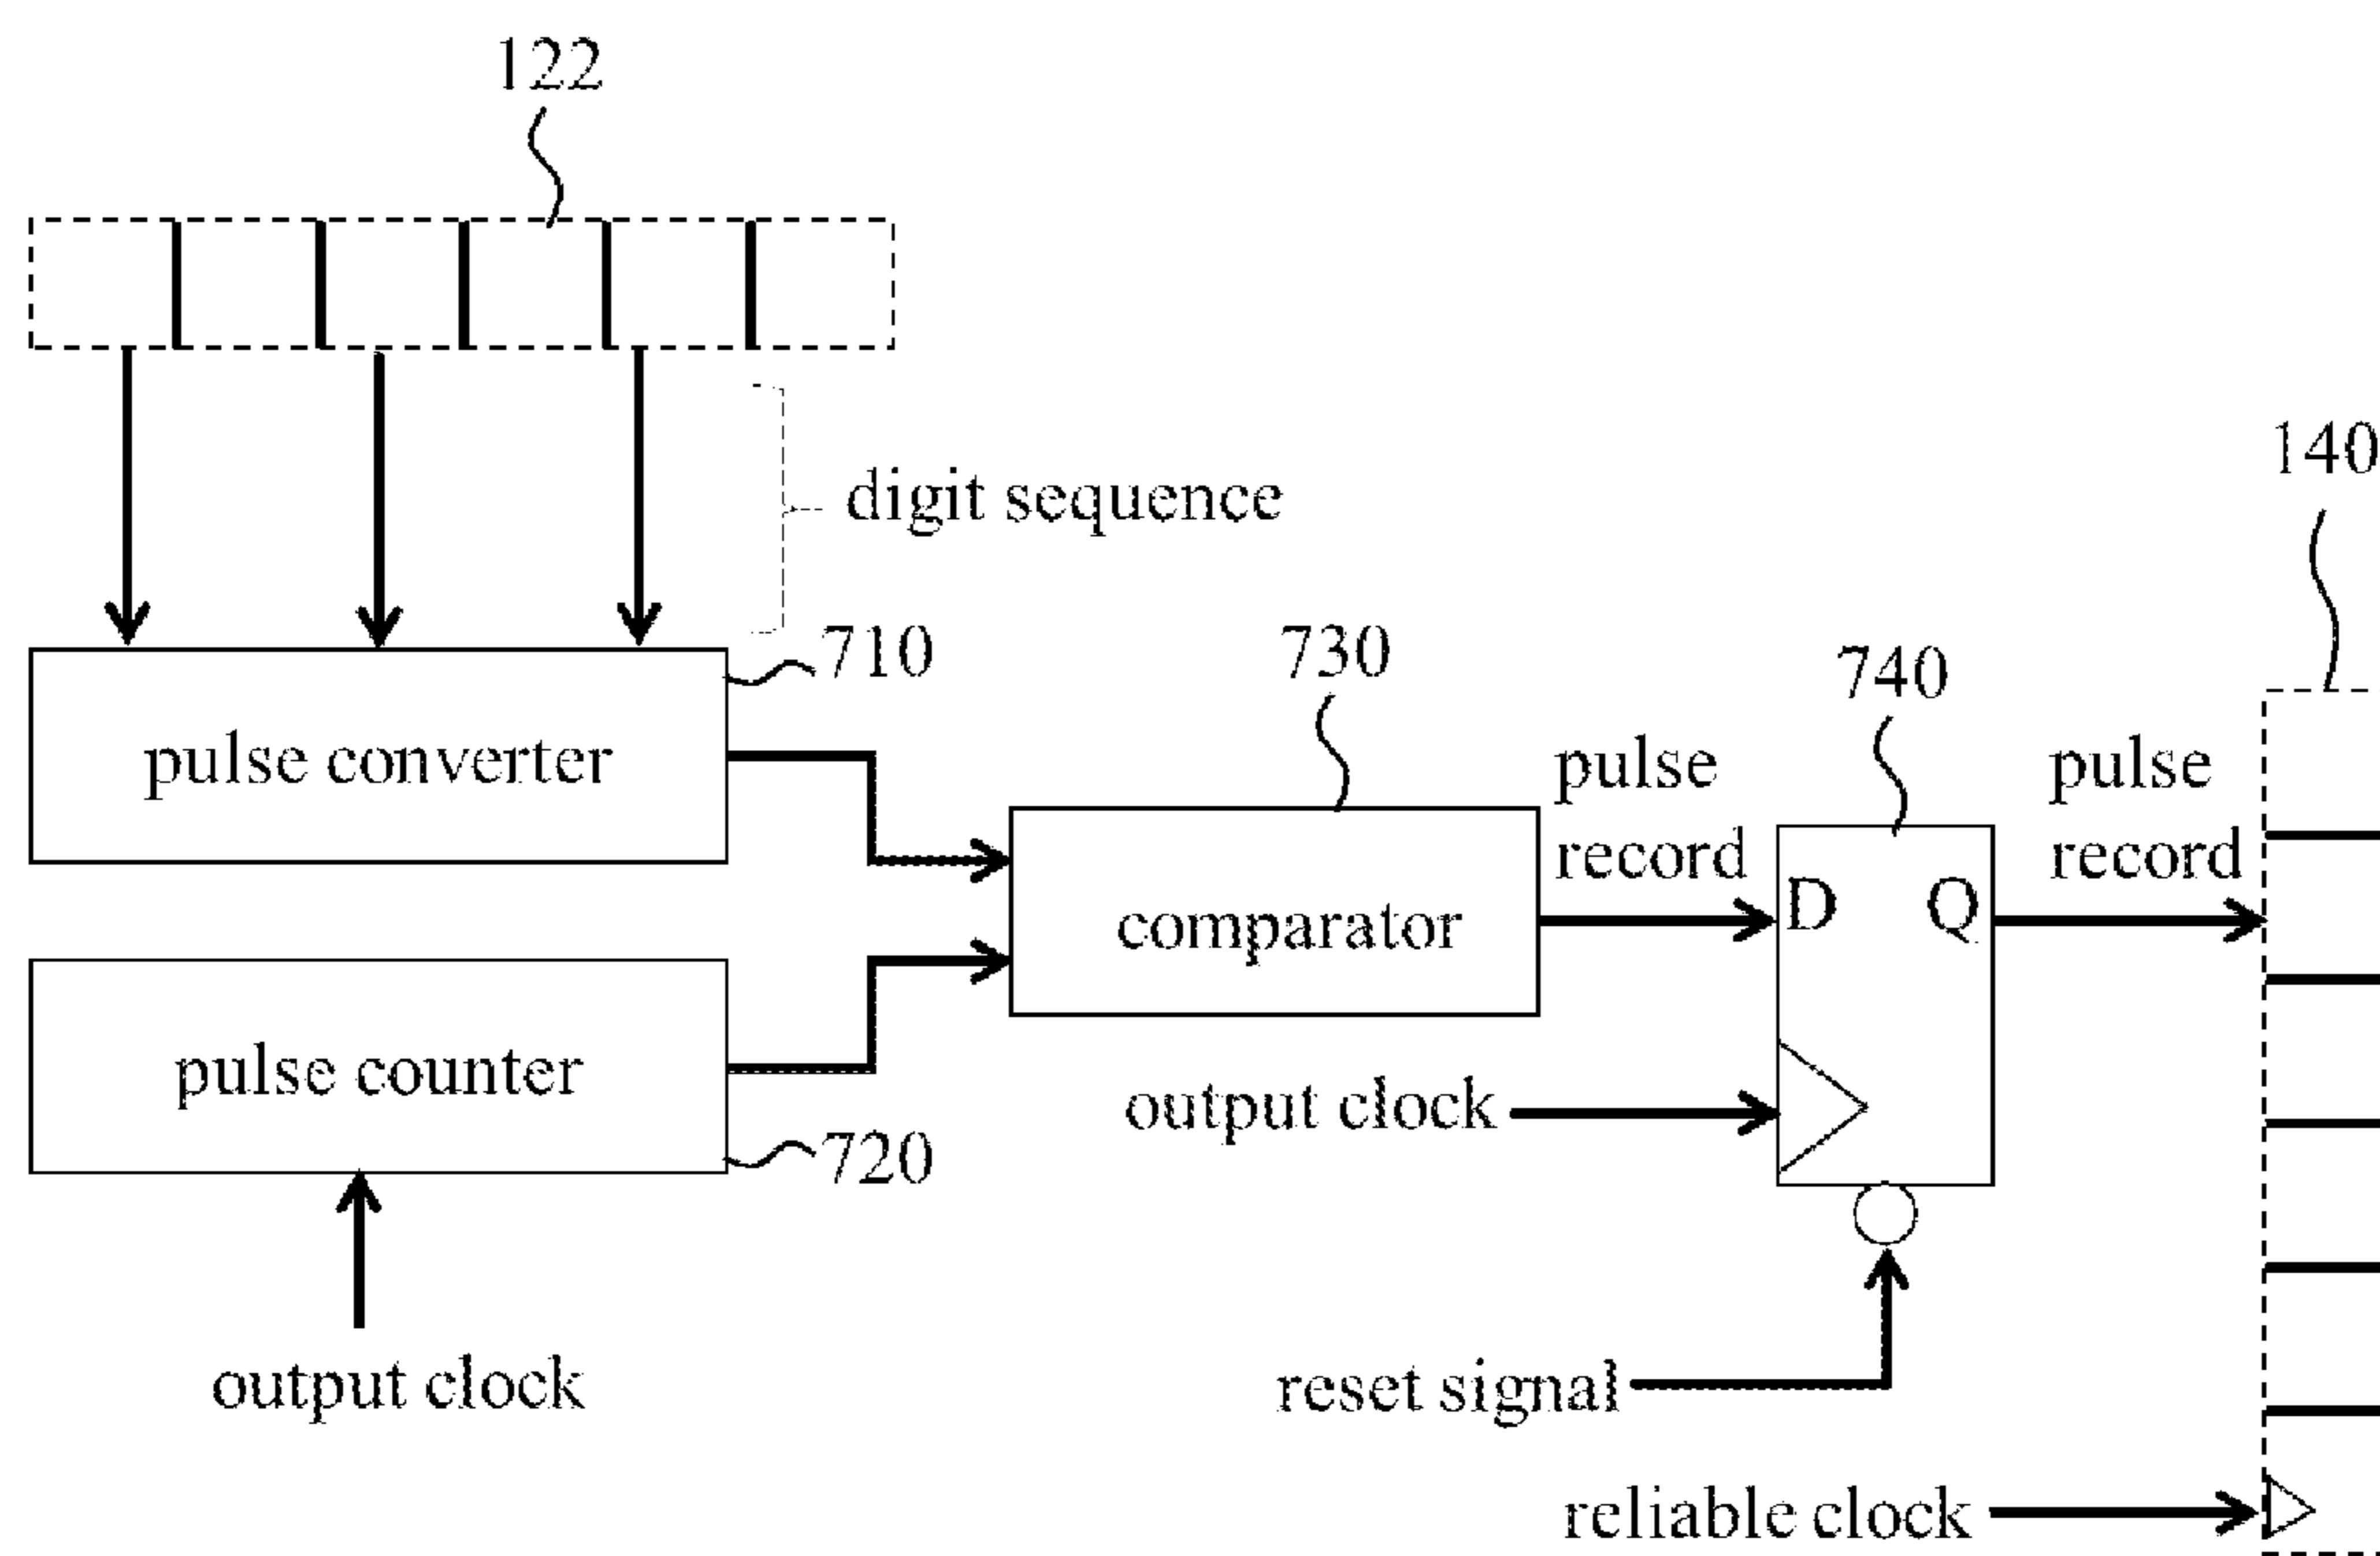 122
140
digit sequence
710
730
740
pulse converter
pulse
record
pulse
record
comparator
D
Q
pulse counter
output clock
720
output clock
reset signal
reliable clock